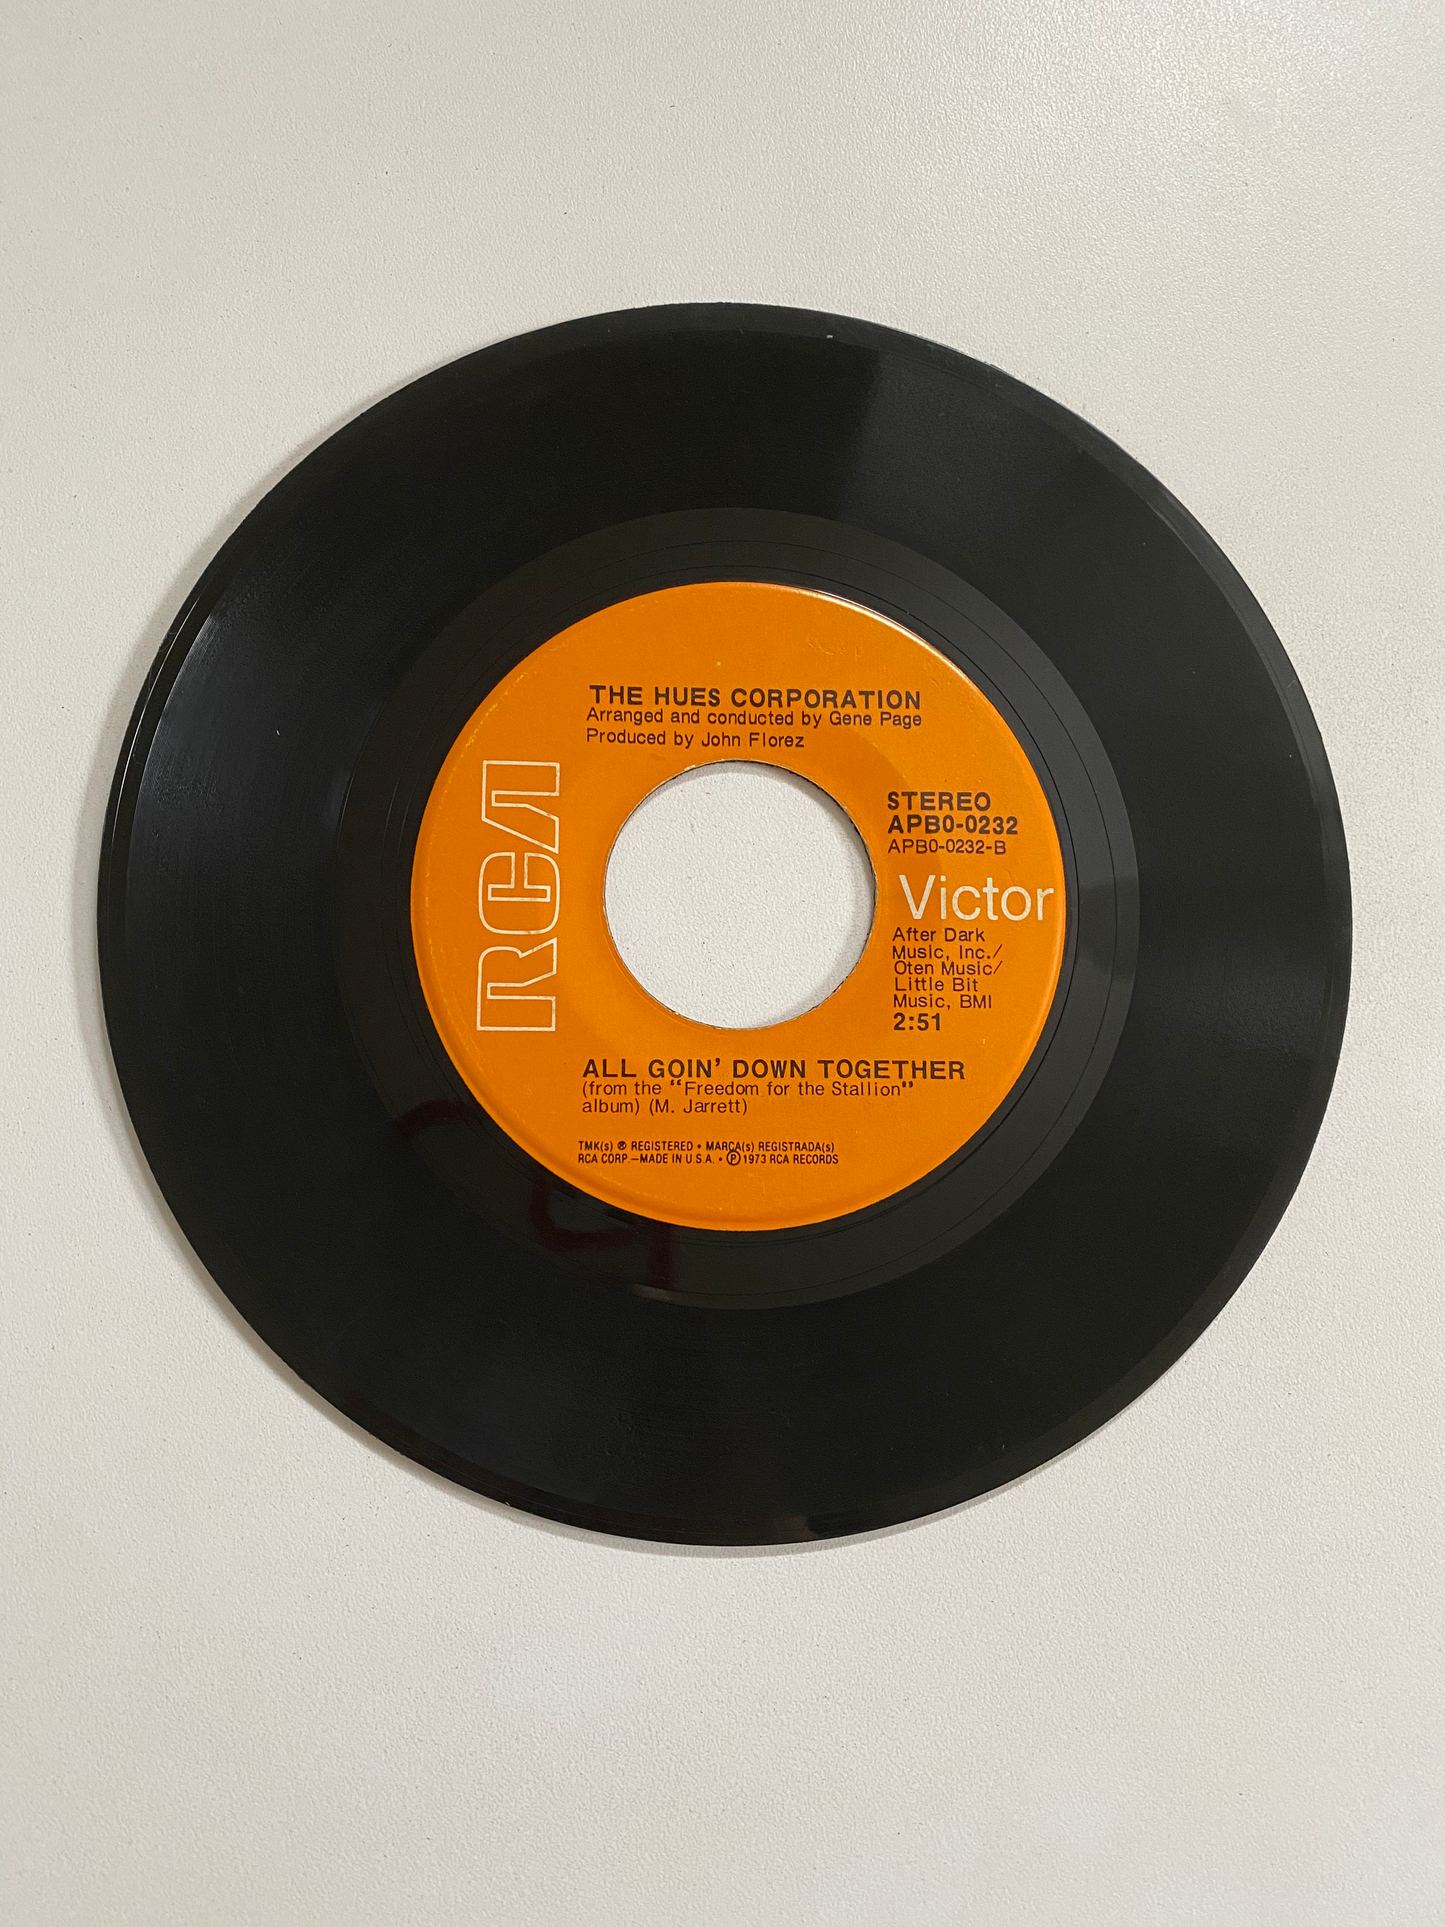 THE HUES CORPORATION
Arranged and conducted by Gene Page
Produced by John Florez
RCA
STEREO
APB0-0232
APB0-0232-B
Victor
After Dark
Music, Inc./
Oten Music/
Little Bit
Music, BMI
2:51
ALL GOIN' DOWN TOGETHER
(from the "Freedom for the Stallion"
album) (M. Jarrett)
TMK(s) ® REGISTERED • MARCA(s) REGISTRADA(s)
RCA CORP.—MADE IN U.S.A. • ℗ 1973 RCA RECORDS